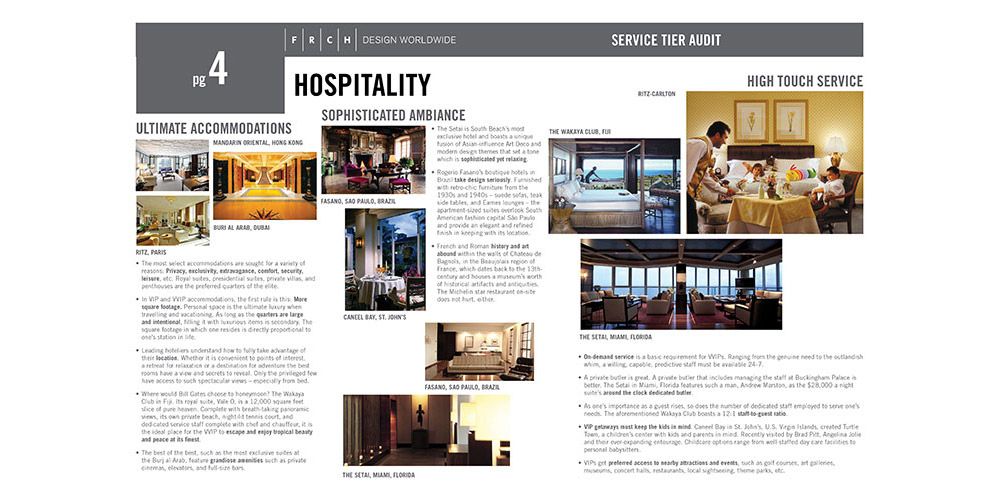 F R C H DESIGN WORLDWIDE
SERVICE TIER AUDIT
pg 4
HOSPITALITY
ULTIMATE ACCOMMODATIONS
MANDARIN ORIENTAL, HONG KONG
BURJ AL ARAB, DUBAI
RITZ, PARIS
• The most select accommodations are sought for a variety of
reasons: Privacy, exclusivity, extravagance, comfort, security,
leisure, etc. Royal suites, presidential suites, private villas, and
penthouses are the preferred quarters of the elite.
• In VIP and VVIP accommodations, the first rule is this: More
square footage. Personal space is the ultimate luxury when
travelling and vacationing. As long as the quarters are large
and intentional, filling it with luxurious items is secondary. The
square footage in which one resides is directly proportional to
one's station in life.
• Leading hoteliers understand how to fully take advantage of
their location. Whether it is convenient to points of interest,
a retreat for relaxation or a destination for adventure the best
rooms have a view and secrets to reveal. Only the privileged few
have access to such spectacular views – especially from bed.
• Where would Bill Gates choose to honeymoon? The Wakaya
Club in Fiji. Its royal suite, Vale O, is a 12,000 square feet
slice of pure heaven. Complete with breath-taking panoramic
views, its own private beach, night-lit tennis court, and
dedicated service staff complete with chef and chauffeur, it is
the ideal place for the WIP to escape and enjoy tropical beauty
and peace at its finest.
• The best of the best, such as the most exclusive suites at
the Burj al Arab, feature grandiose amenities such as private
cinemas, elevators, and full-size bars.
SOPHISTICATED AMBIANCE
FASANO, SAO PAULO, BRAZIL
CANEEL BAY, ST. JOHN'S
• The Setai is South Beach's most
exclusive hotel and boasts a unique
fusion of Asian-influence Art Deco and
modern design themes that set a tone
which is sophisticated yet relaxing.
• Rogerio Fasano's boutique hotels in
Brazil take design seriously. Furnished
with retro-chic furniture from the
1930s and 1940s – suede sofas, teak
side tables, and Eames lounges – the
apartment-sized suites overlook South
American fashion capital São Paulo
and provide an elegant and refined
finish in keeping with its location.
• French and Roman history and art
abound within the walls of Chateau de
Bagnols, in the Beaujolais region of
France, which dates back to the 13th-
century and houses a museum's worth
of historical artifacts and antiquities.
The Michelin star restaurant on-site
does not hurt, either.
FASANO, SAO PAULO, BRAZIL
THE SETAI, MIAMI, FLORIDA
HIGH TOUCH SERVICE
RITZ-CARLTON
THE WAKAYA CLUB, FIJI
THE SETAI, MIAMI, FLORIDA
• On-demand service is a basic requirement for VVIPs. Ranging from the genuine need to the outlandish
whim, a willing, capable, predictive staff must be available 24-7.
• A private butler is great. A private butler that includes managing the staff at Buckingham Palace is
better. The Setai in Miami, Florida features such a man, Andrew Marston, as the $28,000 a night
suite's around the clock dedicated butler.
• As one's importance as a guest rises, so does the number of dedicated staff employed to serve one's
needs. The aforementioned Wakaya Club boasts a 12:1 staff-to-guest ratio.
• VIP getaways must keep the kids in mind. Caneel Bay in St. John's, U.S. Virgin Islands, created Turtle
Town, a children's center with kids and parents in mind. Recently visited by Brad Pitt, Angelina Jolie
and their ever-expanding entourage. Childcare options range from well staffed day care facilities to
personal babysitters.
• VIPs get preferred access to nearby attractions and events, such as golf courses, art galleries,
museums, concert halls, restaurants, local sightseeing, theme parks, etc.